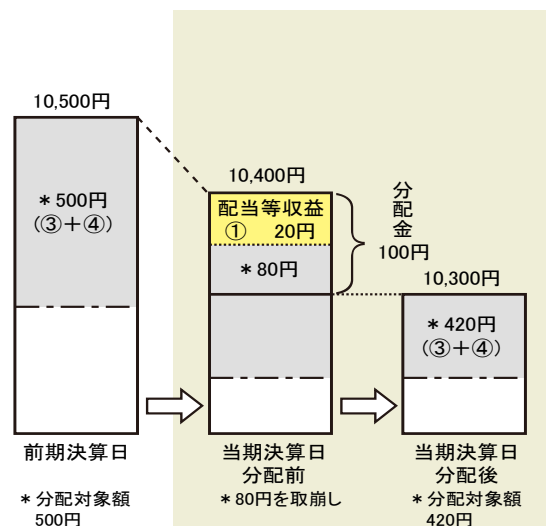 10,500円
＊500円
（③＋④）
前期決算日
＊分配対象額
500円
10,400円
配当等収益
① 20円
＊80円
分配金
100円
当期決算日
分配前
＊80円を取崩し
10,300円
＊420円
（③＋④）
当期決算日
分配後
＊分配対象額
420円